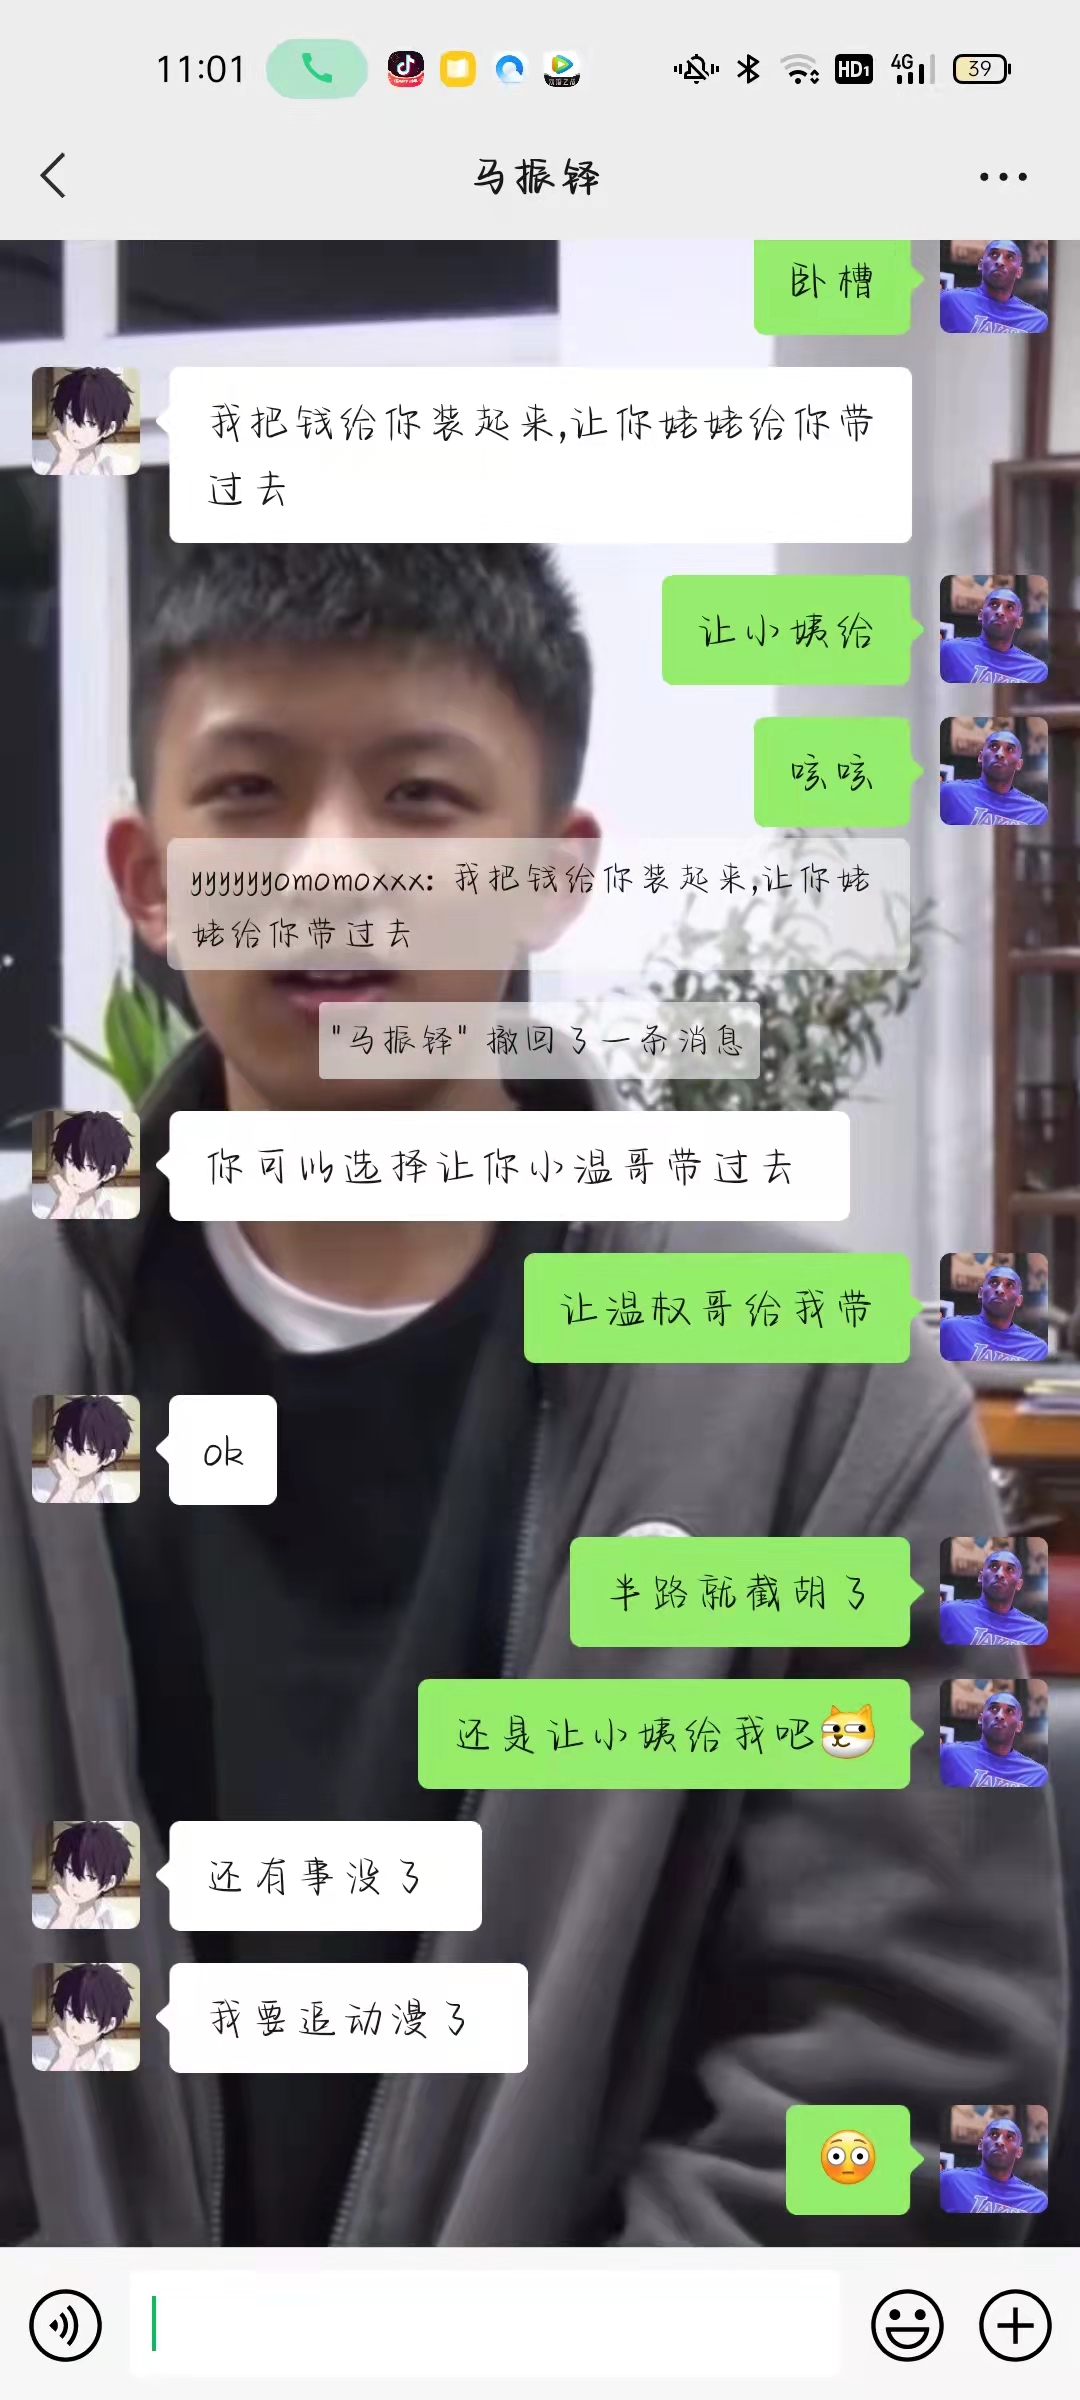 11:01
HD1
4G
39
马振铎
卧槽
我把钱给你装起来,让你姥姥给你带
过去
让小姨给
咳咳
yyyyyyomomoxxx: 我把钱给你装起来,让你姥
姥给你带过去
"马振铎" 撤回了一条消息
你可以选择让你小温哥带过去
让温权哥给我带
ok
半路就截胡了
还是让小姨给我吧
还有事没了
我要追动漫了